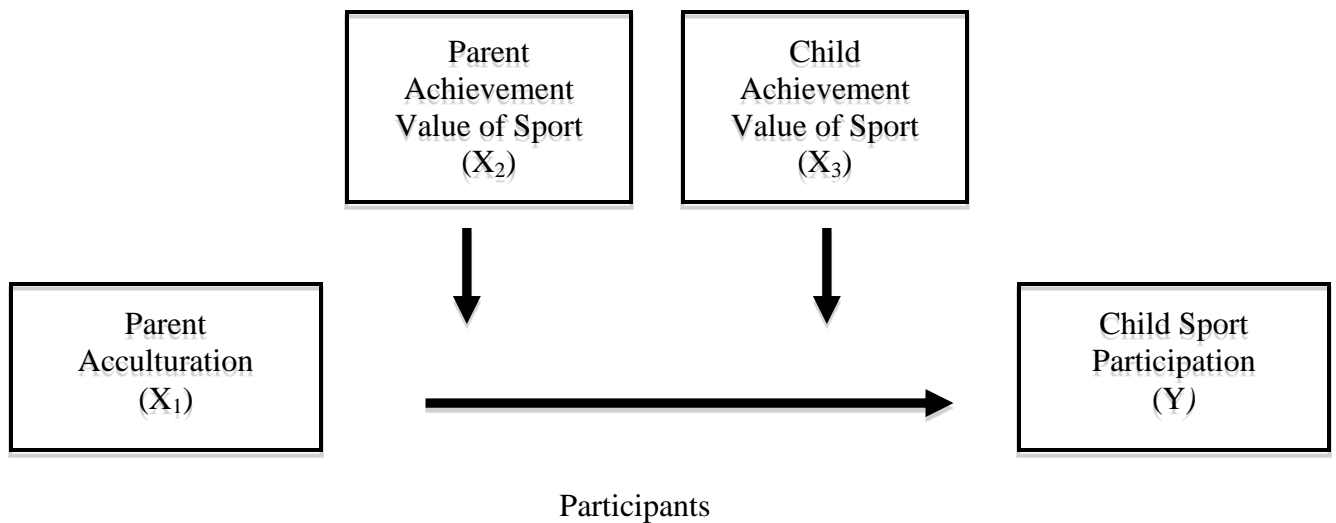 Parent
Achievement
Value of Sport
(X₂)
Child
Achievement
Value of Sport
(X₃)
Parent
Acculturation
(X₁)
Child Sport
Participation
(Y)
Participants